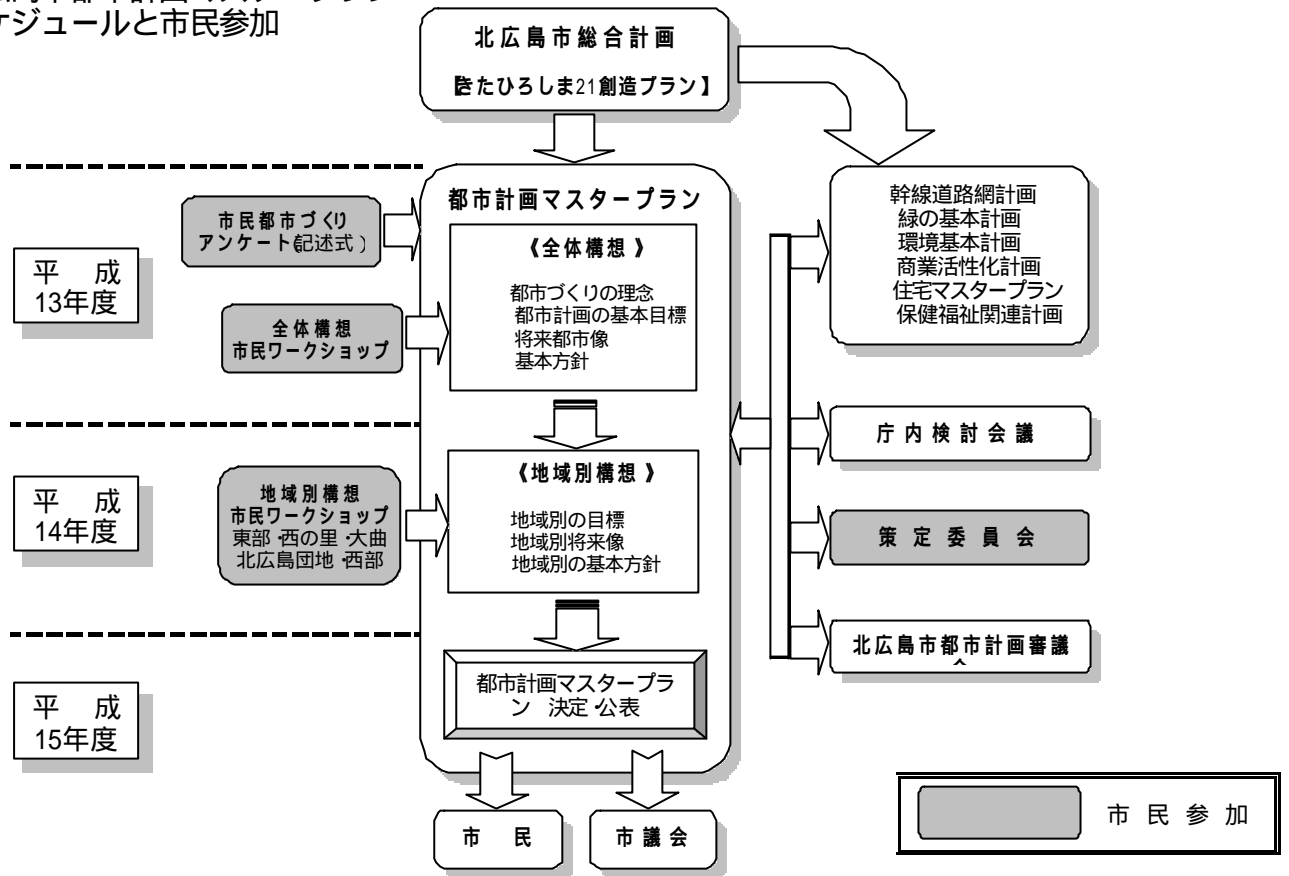 ケジュールと市民参加
北広島市総合計画
【きたひろしま21創造プラン】
都市計画マスタープラン
市民都市づくり
アンケート(記述式)
《全体構想》
都市づくりの理念
都市計画の基本目標
将来都市像
基本方針
幹線道路網計画
緑の基本計画
環境基本計画
商業活性化計画
住宅マスタープラン
保健福祉関連計画
平 成
13年度
全体構想
市民ワークショップ
庁内検討会議
《地域別構想》
地域別の目標
地域別将来像
地域別の基本方針
平 成
14年度
地域別構想
市民ワークショップ
東部・西の里・大曲
北広島団地・西部
策定委員会
北広島市都市計画審議
都市計画マスタープラ
ン 決定・公表
平 成
15年度
市 民
市議会
市 民 参 加